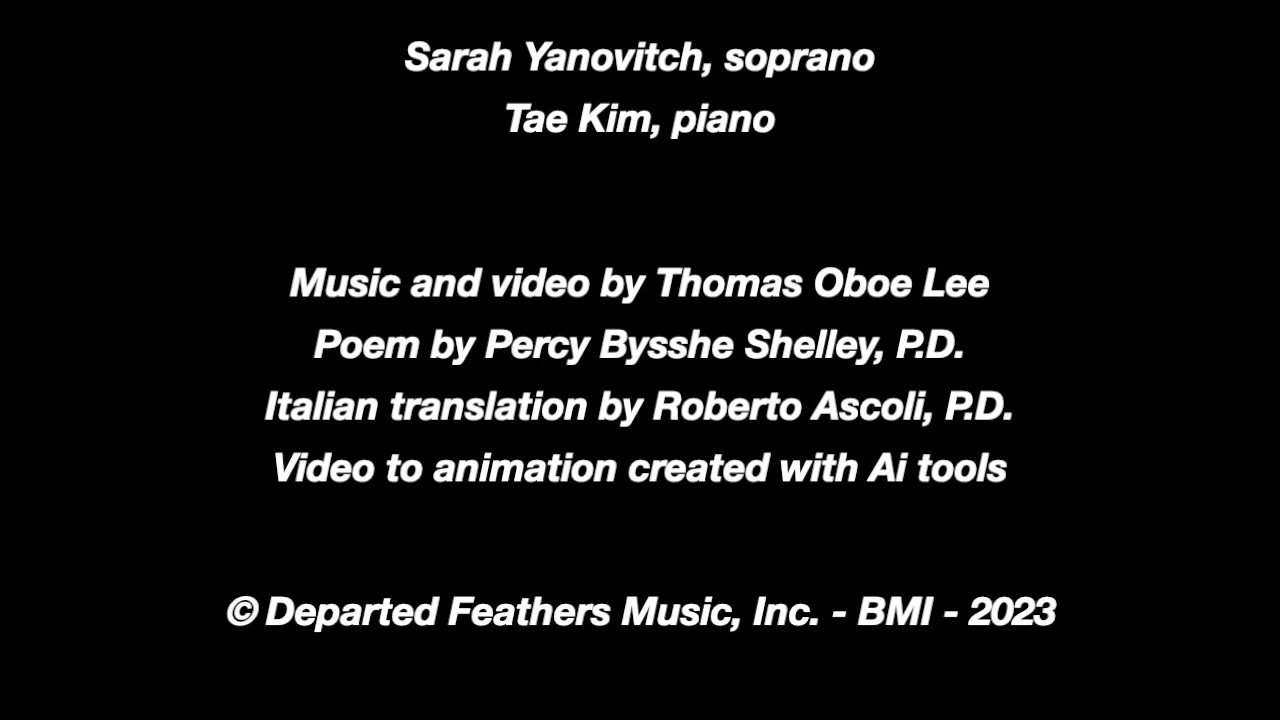 Sarah Yanovitch, soprano
Tae Kim, piano
Music and video by Thomas Oboe Lee
Poem by Percy Bysshe Shelley, P.D.
Italian translation by Roberto Ascoli, P.D.
Video to animation created with Ai tools
© Departed Feathers Music, Inc. - BMI - 2023